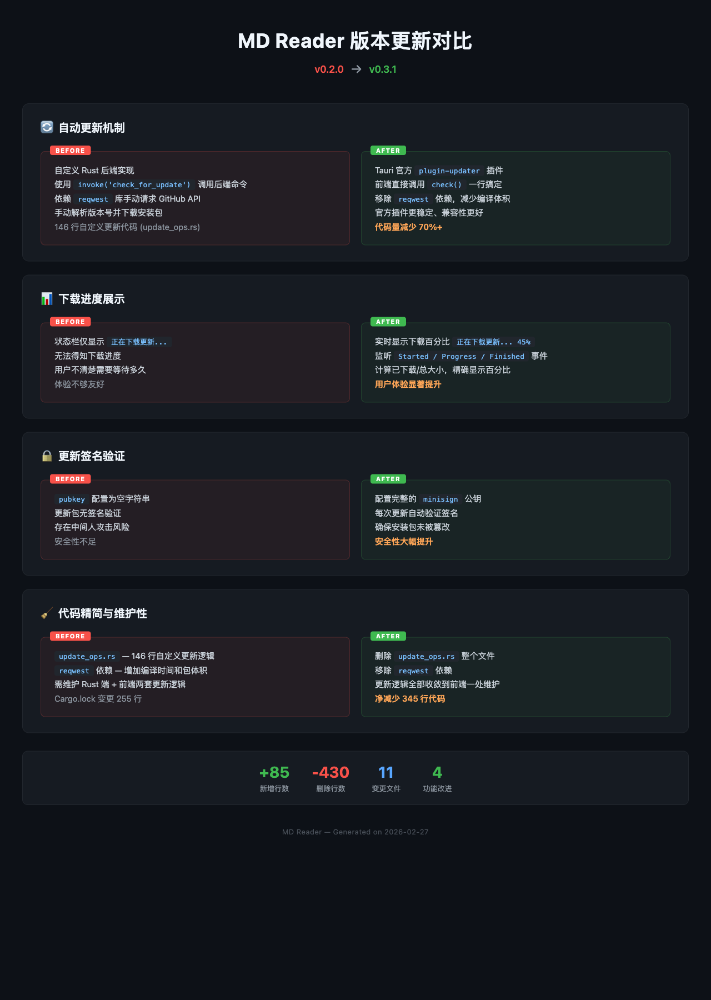 MD Reader 版本更新对比
v0.2.0 → v0.3.1
🔄 自动更新机制
BEFORE
自定义 Rust 后端实现
使用 invoke('check_for_update') 调用后端命令
依赖 reqwest 库手动请求 GitHub API
手动解析版本号并下载安装包
146 行自定义更新代码 (update_ops.rs)
AFTER
Tauri 官方 plugin-updater 插件
前端直接调用 check() 一行搞定
移除 reqwest 依赖，减少编译体积
官方插件更稳定、兼容性更好
代码量减少 70%+
📊 下载进度展示
BEFORE
状态栏仅显示 正在下载更新...
无法得知下载进度
用户不清楚需要等待多久
体验不够友好
AFTER
实时显示下载百分比 正在下载更新... 45%
监听 Started / Progress / Finished 事件
计算已下载/总大小，精确显示百分比
用户体验显著提升
🔒 更新签名验证
BEFORE
pubkey 配置为空字符串
更新包无签名验证
存在中间人攻击风险
安全性不足
AFTER
配置完整的 minisign 公钥
每次更新自动验证签名
确保安装包未被篡改
安全性大幅提升
🧹 代码精简与维护性
BEFORE
update_ops.rs — 146 行自定义更新逻辑
reqwest 依赖 — 增加编译时间和包体积
需维护 Rust 端 + 前端两套更新逻辑
Cargo.lock 变更 255 行
AFTER
删除 update_ops.rs 整个文件
移除 reqwest 依赖
更新逻辑全部收敛到前端一处维护
净减少 345 行代码
+85
新增行数
-430
删除行数
11
变更文件
4
功能改进
MD Reader — Generated on 2026-02-27